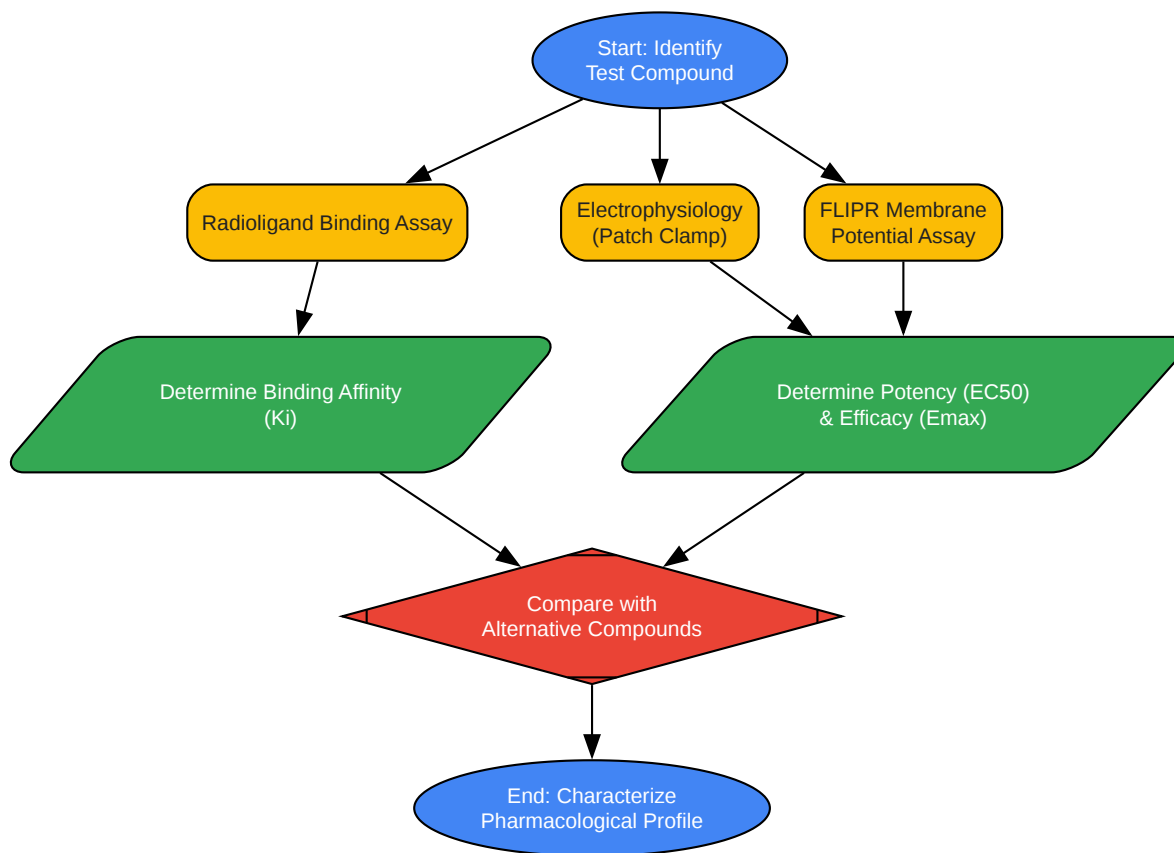 Start: Identify
Test Compound
Radioligand Binding Assay
Electrophysiology
(Patch Clamp)
FLIPR Membrane
Potential Assay
Determine Binding Affinity
(Ki)
Determine Potency (EC50)
& Efficacy (Emax)
Compare with
Alternative Compounds
End: Characterize
Pharmacological Profile